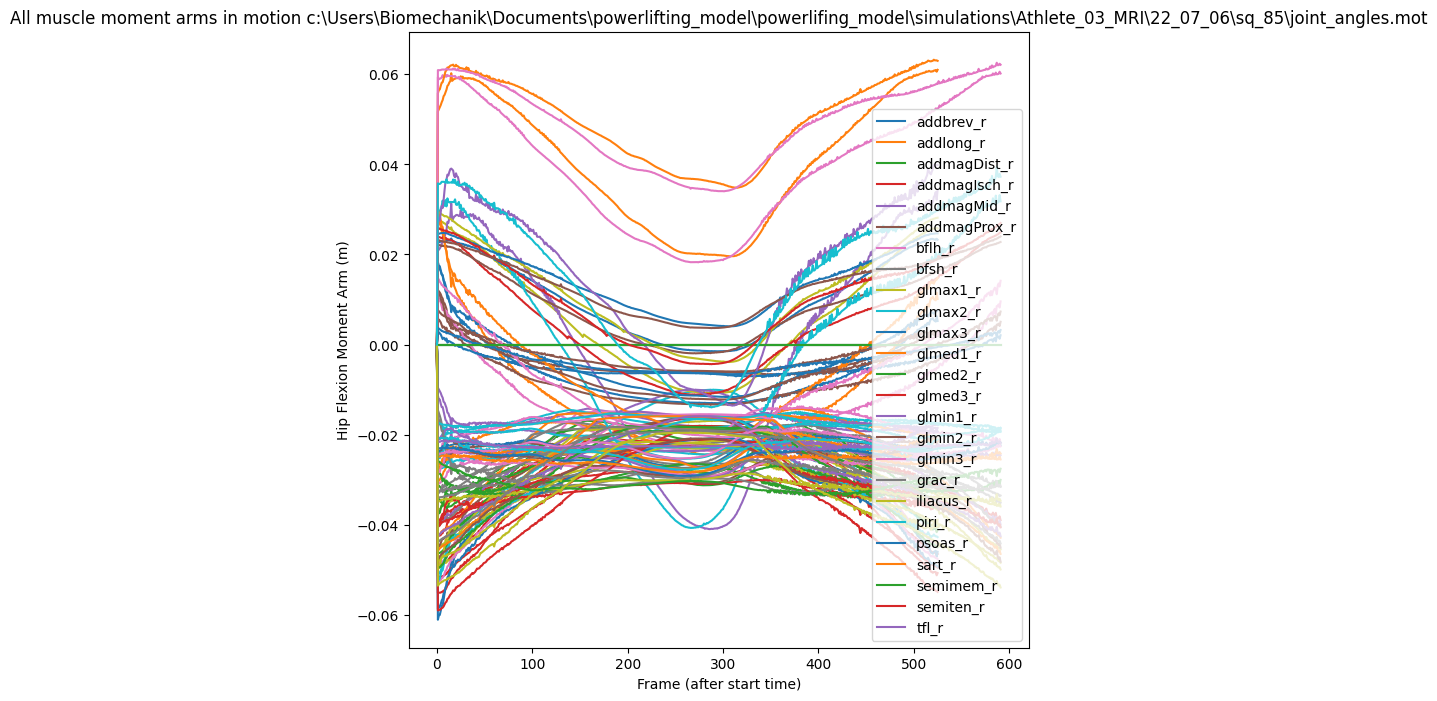 All muscle moment arms in motion c:\Users\Biomechanik\Documents\powerlifting_model\powerlifing_model\simulations\Athlete_03_MRI\22_07_06\sq_85\joint_angles.mot
Hip Flexion Moment Arm (m)
0.06
0.04
0.02
0.00
−0.02
−0.04
−0.06
addbrev_r
addlong_r
addmagDist_r
addmagIsch_r
addmagMid_r
addmagProx_r
bflh_r
bfsh_r
glmax1_r
glmax2_r
glmax3_r
glmed1_r
glmed2_r
glmed3_r
glmin1_r
glmin2_r
glmin3_r
grac_r
iliacus_r
piri_r
psoas_r
sart_r
semimem_r
semiten_r
tfl_r
0 100 200 300 400 500 600
Frame (after start time)